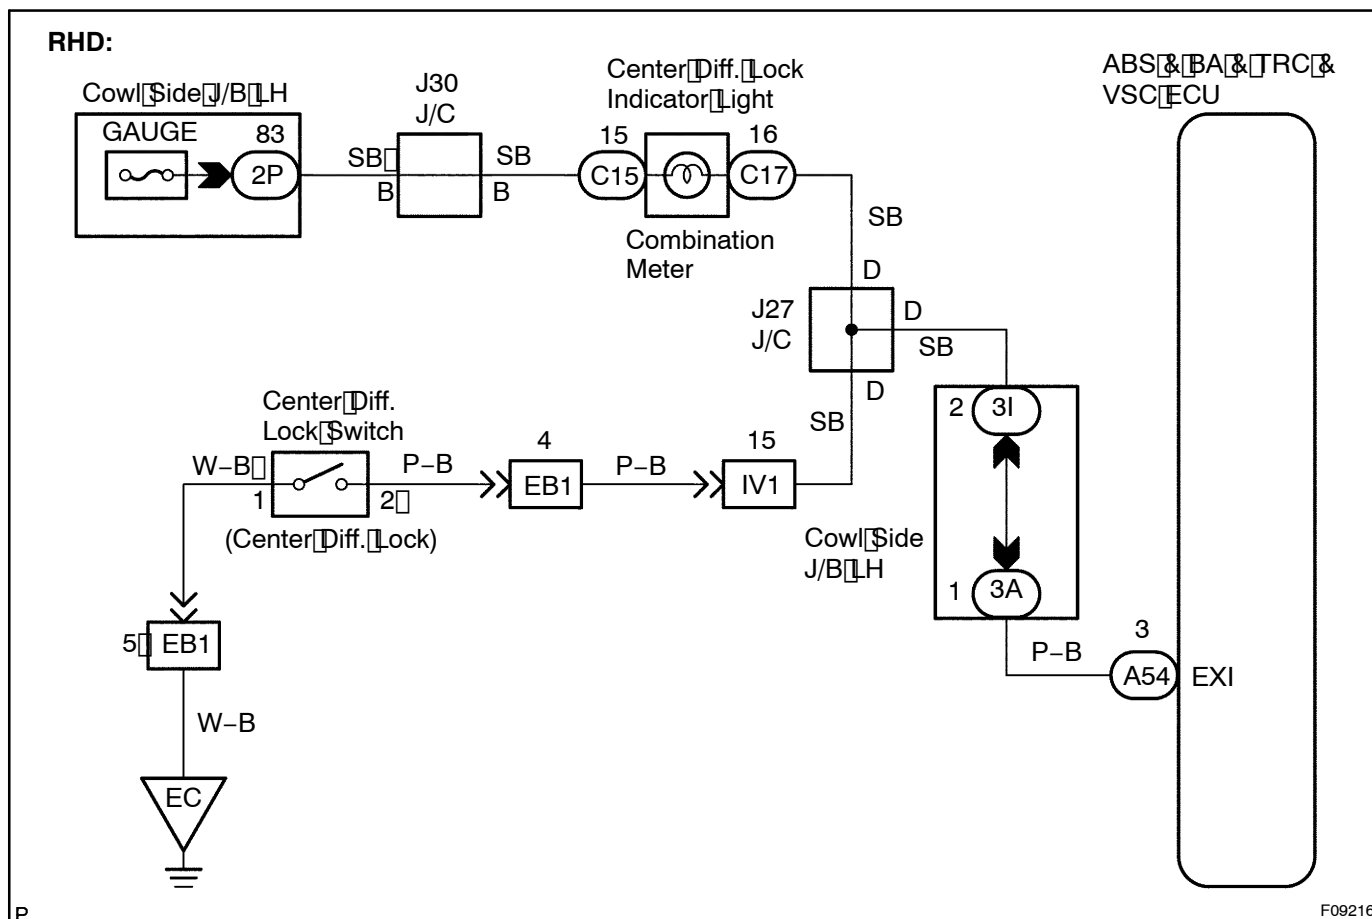 RHD:
Cowl Side J/B LH
GAUGE
83
2P
SB
B
J30
J/C
SB
B
Center Diff. Lock
Indicator Light
15
16
C15
C17
Combination
Meter
SB
D
J27
J/C
D
SB
D
SB
ABS & BA & TRC &
VSC ECU
Center Diff.
Lock Switch
W–B
1
P–B
2
(Center Diff. Lock)
4
EB1
P–B
15
IV1
2
3I
Cowl Side
J/B LH
1
3A
P–B
3
A54
EXI
5
EB1
W–B
EC
P
F09216